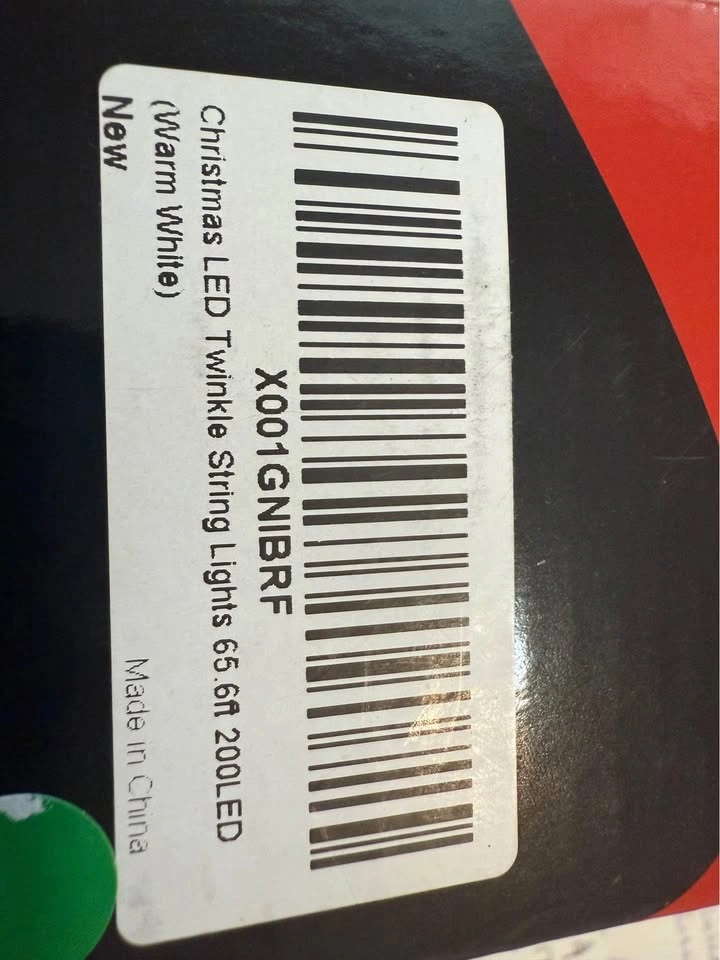 X001GNIBRF
Christmas LED Twinkle String Lights 65.6ft 200LED
(Warm White)
New
Made in China